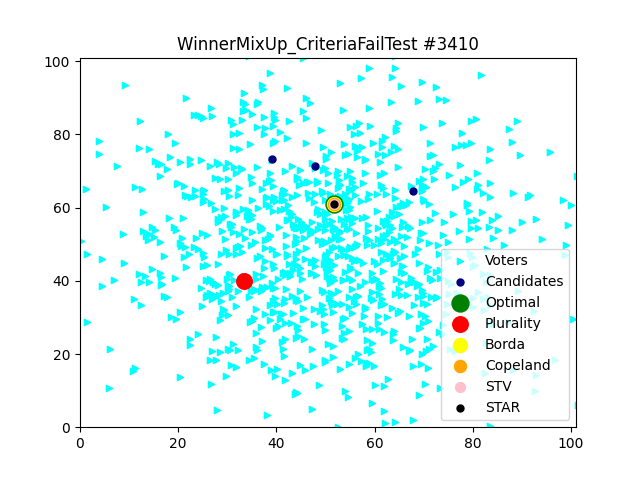 WinnerMixUp_CriteriaFailTest #3410
100
80
60
40
20
0
0
20
40
60
80
100
Voters
Candidates
Optimal
Plurality
Borda
Copeland
STV
STAR